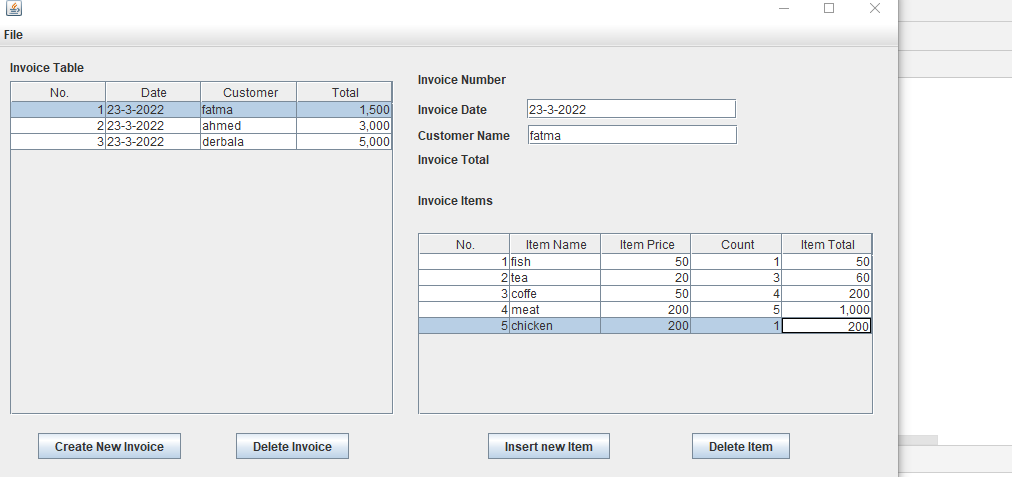 File
Invoice Table
No. Date Customer Total
1 23-3-2022 fatma 1,500
2 23-3-2022 ahmed 3,000
3 23-3-2022 derbala 5,000
Invoice Number
Invoice Date 23-3-2022
Customer Name fatma
Invoice Total
Invoice Items
No. Item Name Item Price Count Item Total
1 fish 50 1 50
2 tea 20 3 60
3 coffe 50 4 200
4 meat 200 5 1,000
5 chicken 200 1 200
Create New Invoice Delete Invoice Insert new Item Delete Item